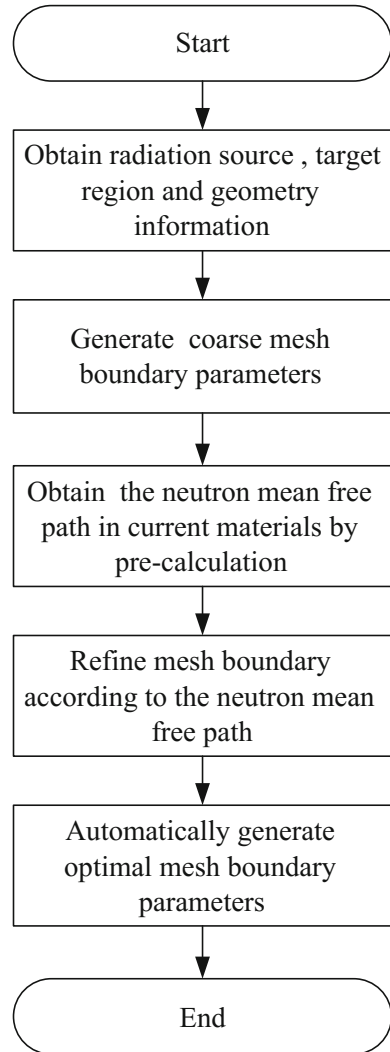 Start
Obtain radiation source , target
region and geometry
information
Generate coarse mesh
boundary parameters
Obtain the neutron mean free
path in current materials by
pre-calculation
Refine mesh boundary
according to the neutron mean
free path
Automatically generate
optimal mesh boundary
parameters
End